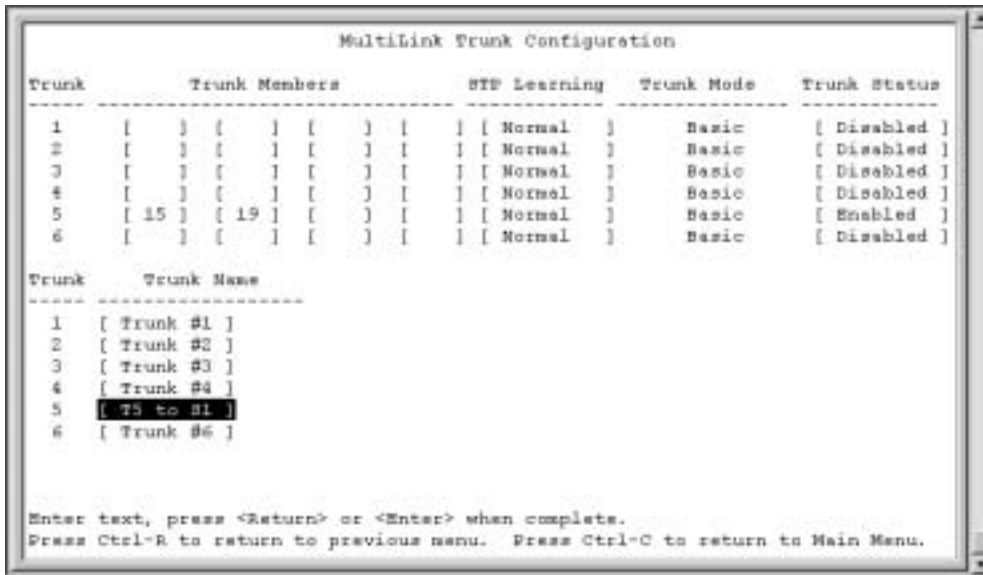 MultiLink Trunk Configuration
Trunk Trunk Members STP Learning Trunk Mode Trunk Status
----- ---------------------------------- ------------- --------------- -------------
1 [ ] [ ] [ ] [ ] [ Normal ] Basic [ Disabled ]
2 [ ] [ ] [ ] [ ] [ Normal ] Basic [ Disabled ]
3 [ ] [ ] [ ] [ ] [ Normal ] Basic [ Disabled ]
4 [ ] [ ] [ ] [ ] [ Normal ] Basic [ Disabled ]
5 [ 15 ] [ 19 ] [ ] [ ] [ Normal ] Basic [ Enabled ]
6 [ ] [ ] [ ] [ ] [ Normal ] Basic [ Disabled ]
Trunk Trunk Name
----- -------------------
1 [ Trunk #1 ]
2 [ Trunk #2 ]
3 [ Trunk #3 ]
4 [ Trunk #4 ]
5 [ T5 to S1 ]
6 [ Trunk #6 ]
Enter text, press <Return> or <Enter> when complete.
Press Ctrl-R to return to previous menu. Press Ctrl-C to return to Main Menu.